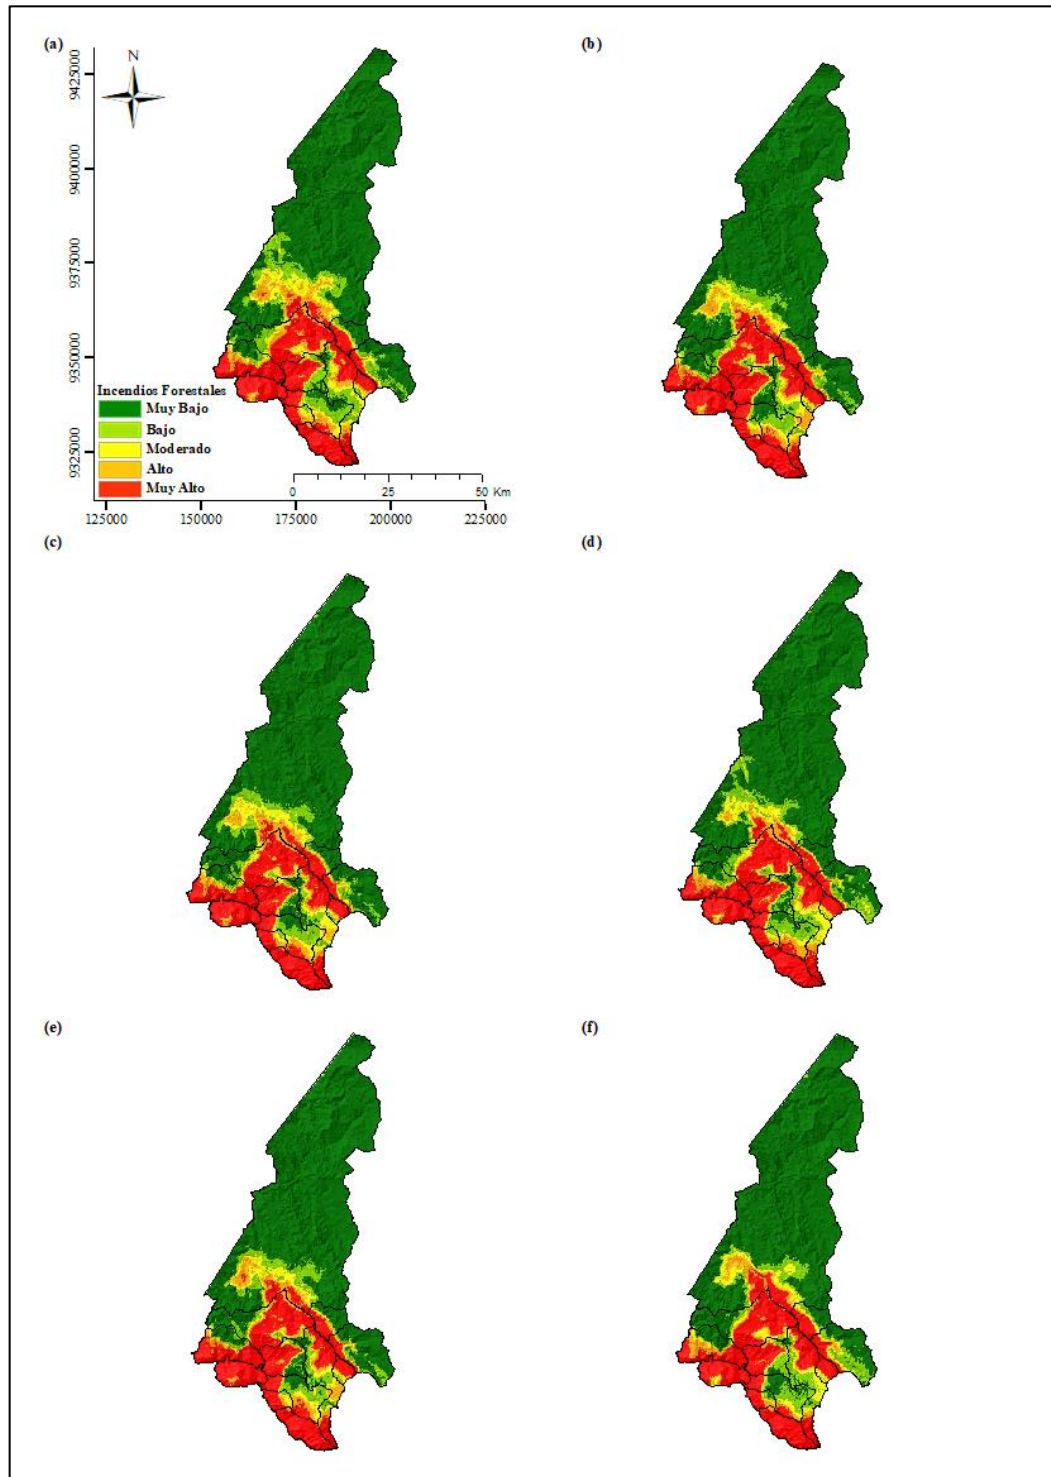 (a)
(b)
N
9425000
9400000
9375000
9350000
9325000
Incendios Forestales
Muy Bajo
Bajo
Moderado
Alto
Muy Alto
0 25 50 Km
125000 150000 175000 200000 225000
(c)
(d)
(e)
(f)